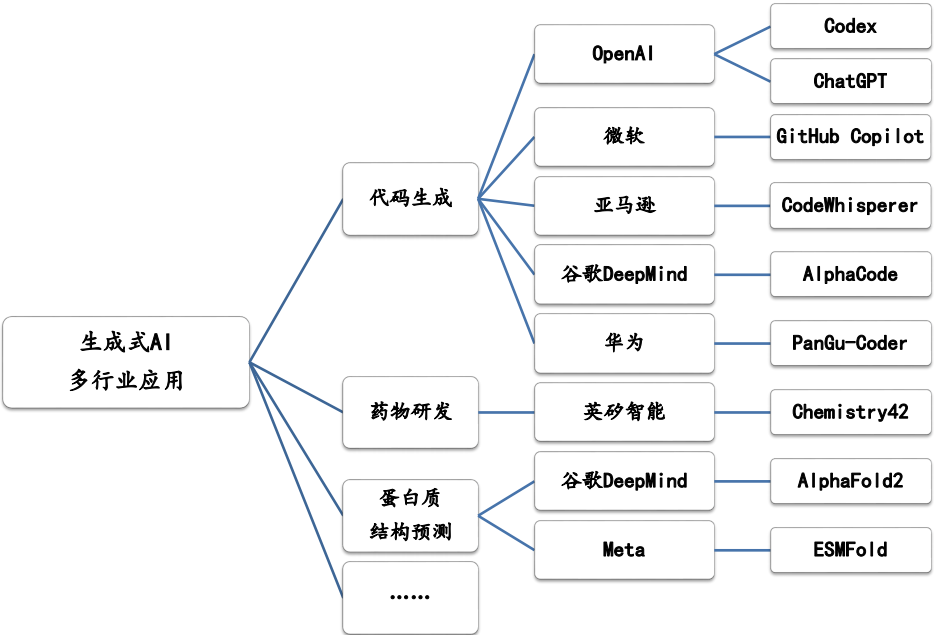 生成式AI
多行业应用
代码生成
OpenAI
Codex
ChatGPT
微软
GitHub Copilot
亚马逊
CodeWhisperer
谷歌DeepMind
AlphaCode
华为
PanGu-Coder
药物研发
英矽智能
Chemistry42
蛋白质
结构预测
谷歌DeepMind
AlphaFold2
Meta
ESMFold
……